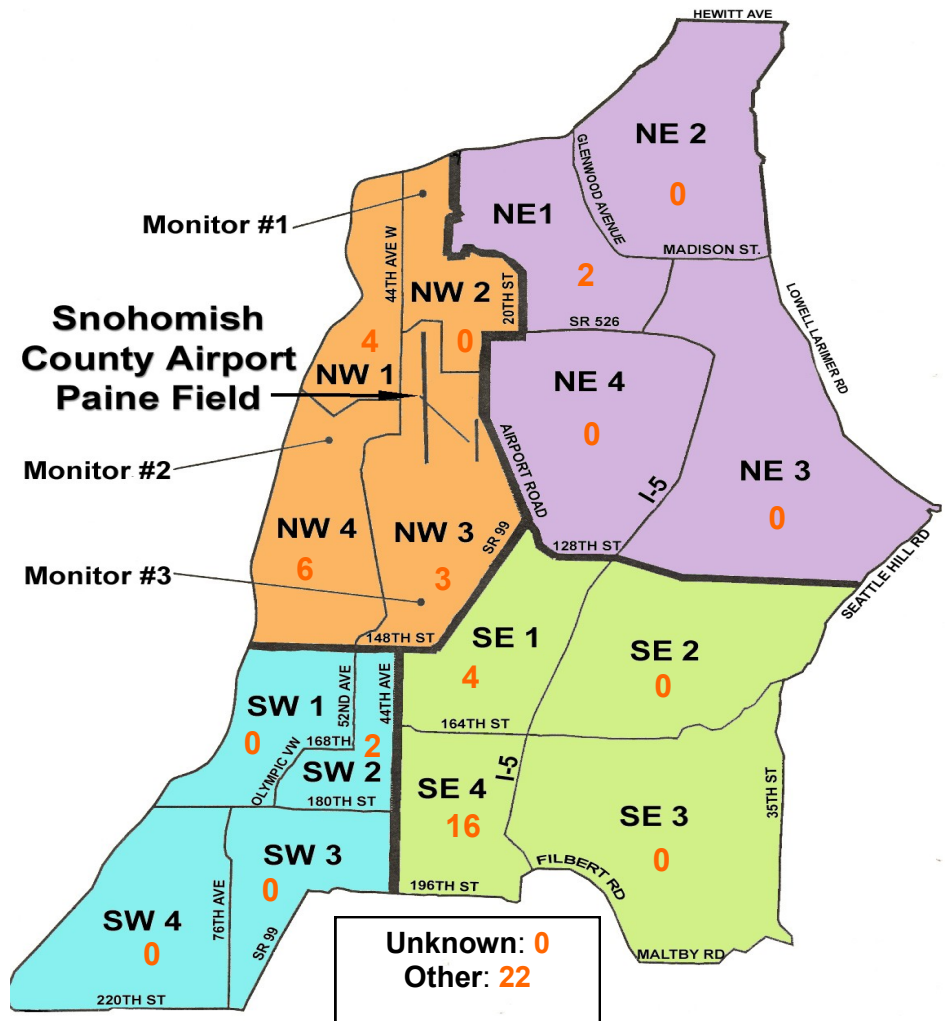 HEWITT AVE
NE 2
GLENWOOD AVENUE
0
Monitor #1
NE1
44TH AVE W
MADISON ST.
2
NW 2
20TH ST
LOWELL LARIMER RD
Snohomish
County Airport
Paine Field
SR 526
4
0
NW 1
NE 4
0
AIRPORT ROAD
Monitor #2
NE 3
I-5
0
NW 4
NW 3
SR 99
128TH ST
SEATTLE HILL RD
Monitor #3
6
3
148TH ST
SE 1
SE 2
4
0
52ND AVE
44TH AVE
SW 1
0
168TH
2
164TH ST
OLYMPIC VW
SW 2
180TH ST
I-5
SE 4
16
35TH ST
SE 3
0
SW 3
0
FILBERT RD
196TH ST
76TH AVE
SW 4
0
SR 99
MALTBY RD
220TH ST
Unknown: 0
Other: 22